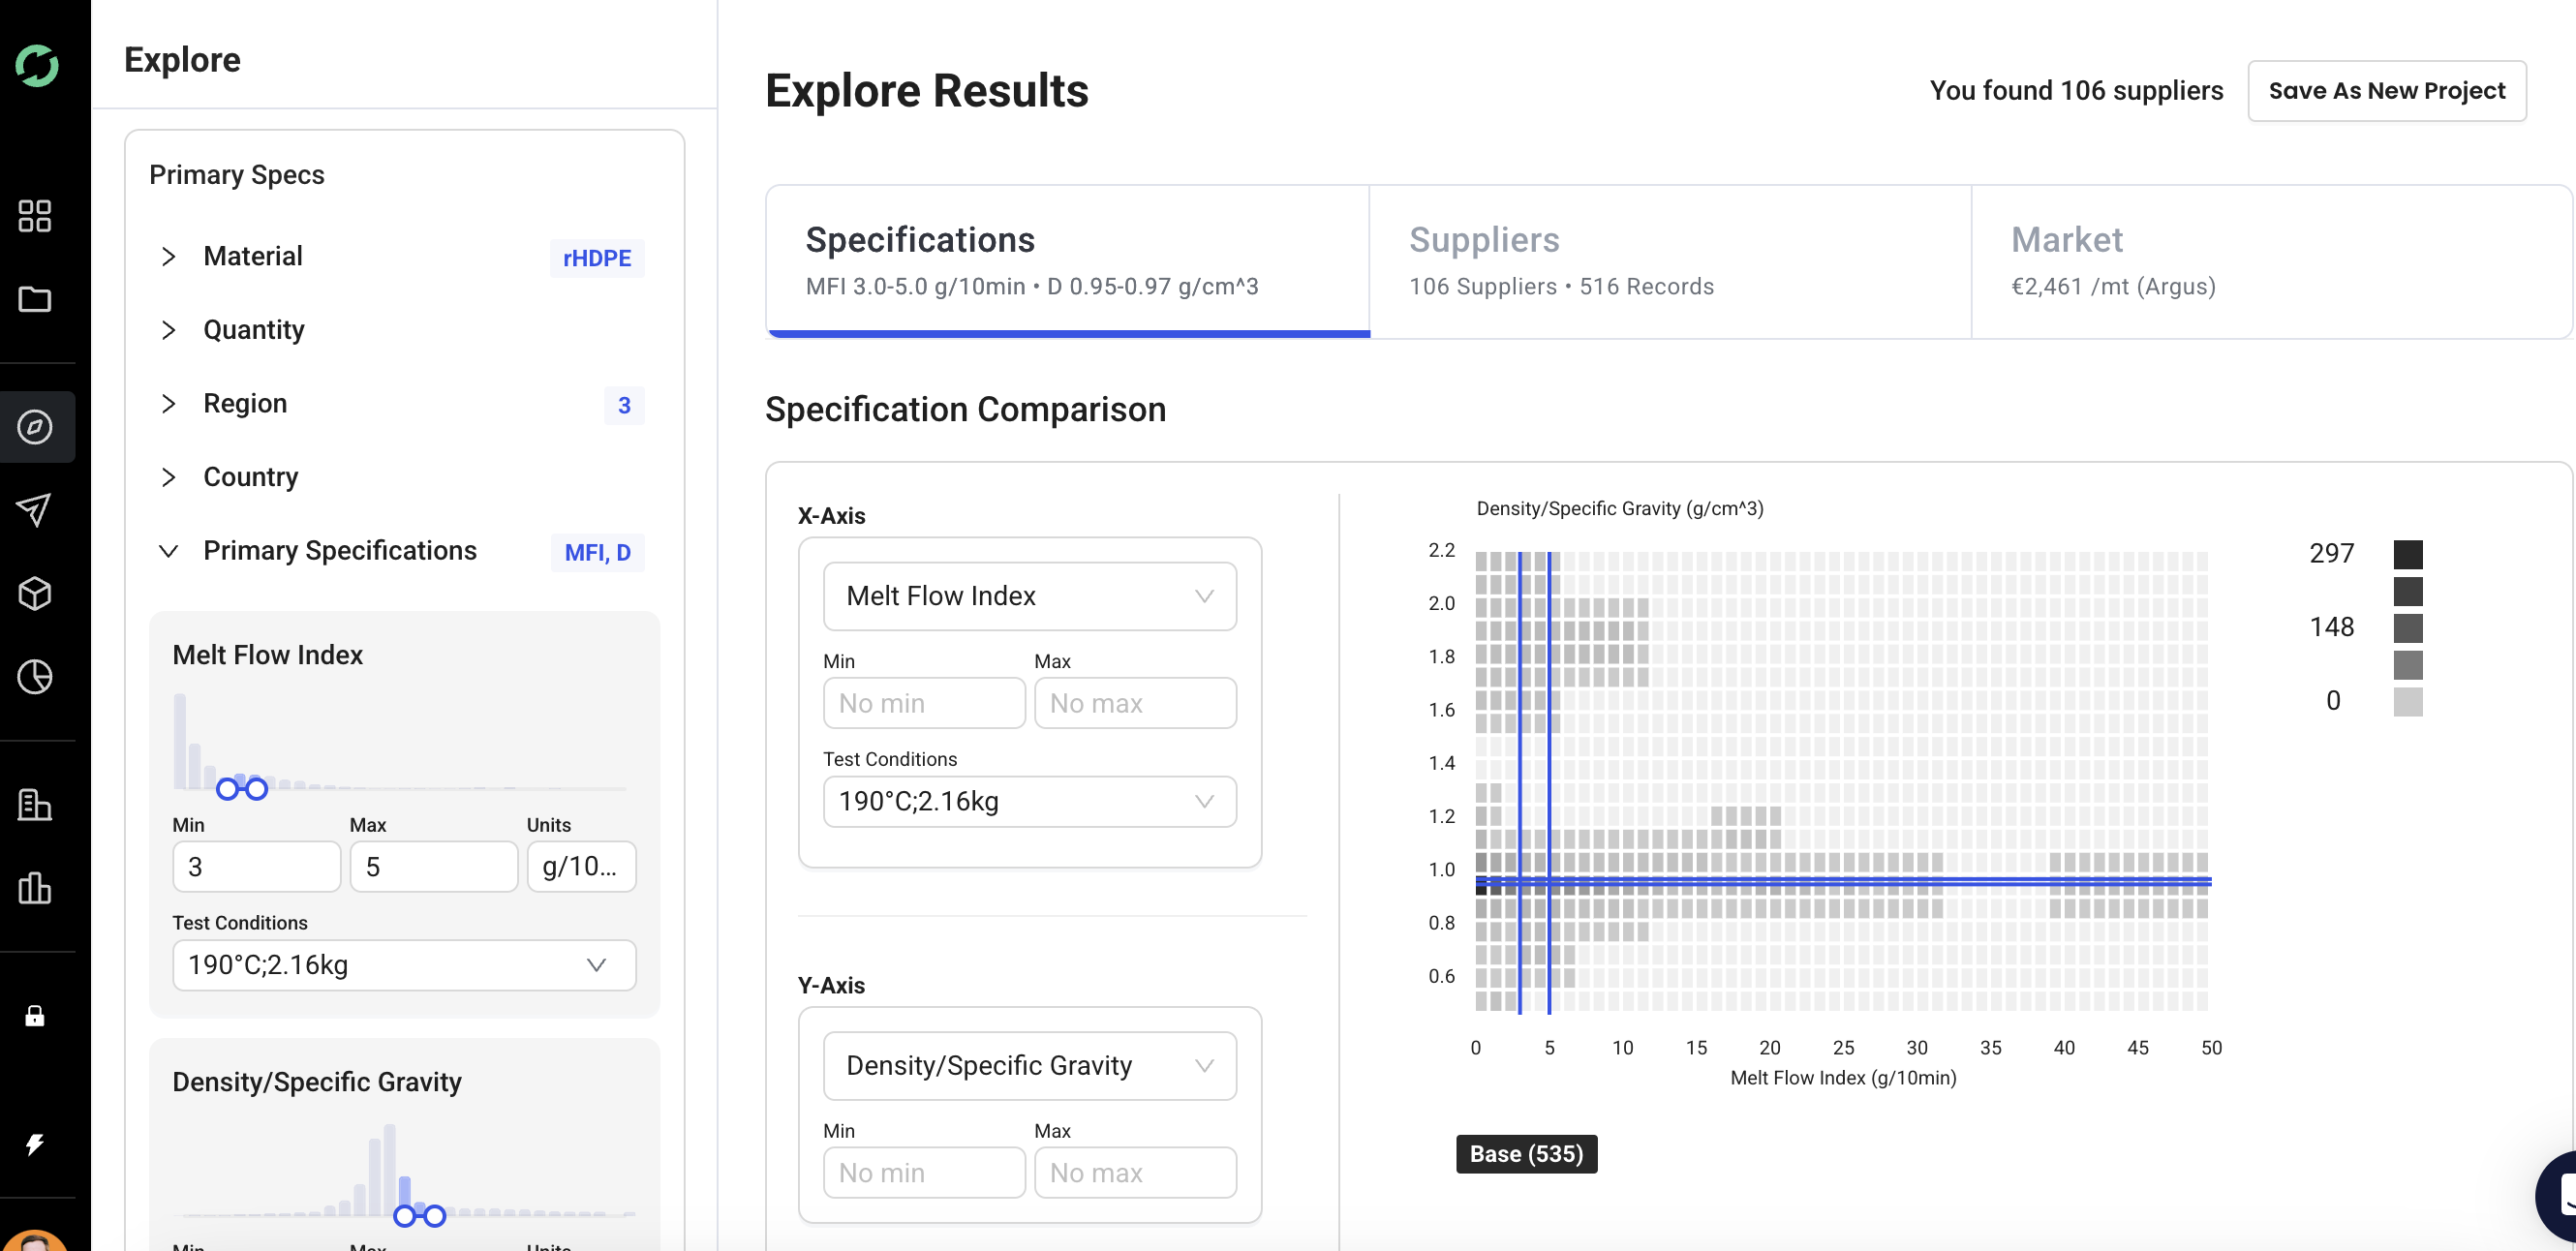 Explore
Primary Specs
Material
rHDPE
Quantity
Region
3
Country
Primary Specifications
MFI, D
Melt Flow Index
Min
Max
Units
3
5
g/10...
Test Conditions
190°C;2.16kg
Density/Specific Gravity
Min
Max
Units
Explore Results
You found 106 suppliers
Save As New Project
Specifications
MFI 3.0-5.0 g/10min • D 0.95-0.97 g/cm^3
Suppliers
106 Suppliers • 516 Records
Market
€2,461 /mt (Argus)
Specification Comparison
X-Axis
Melt Flow Index
Min
Max
No min
No max
Test Conditions
190°C;2.16kg
Y-Axis
Density/Specific Gravity
Min
Max
No min
No max
Density/Specific Gravity (g/cm^3)
2.2
2.0
1.8
1.6
1.4
1.2
1.0
0.8
0.6
0 5 10 15 20 25 30 35 40 45 50
Melt Flow Index (g/10min)
297
148
0
Base (535)